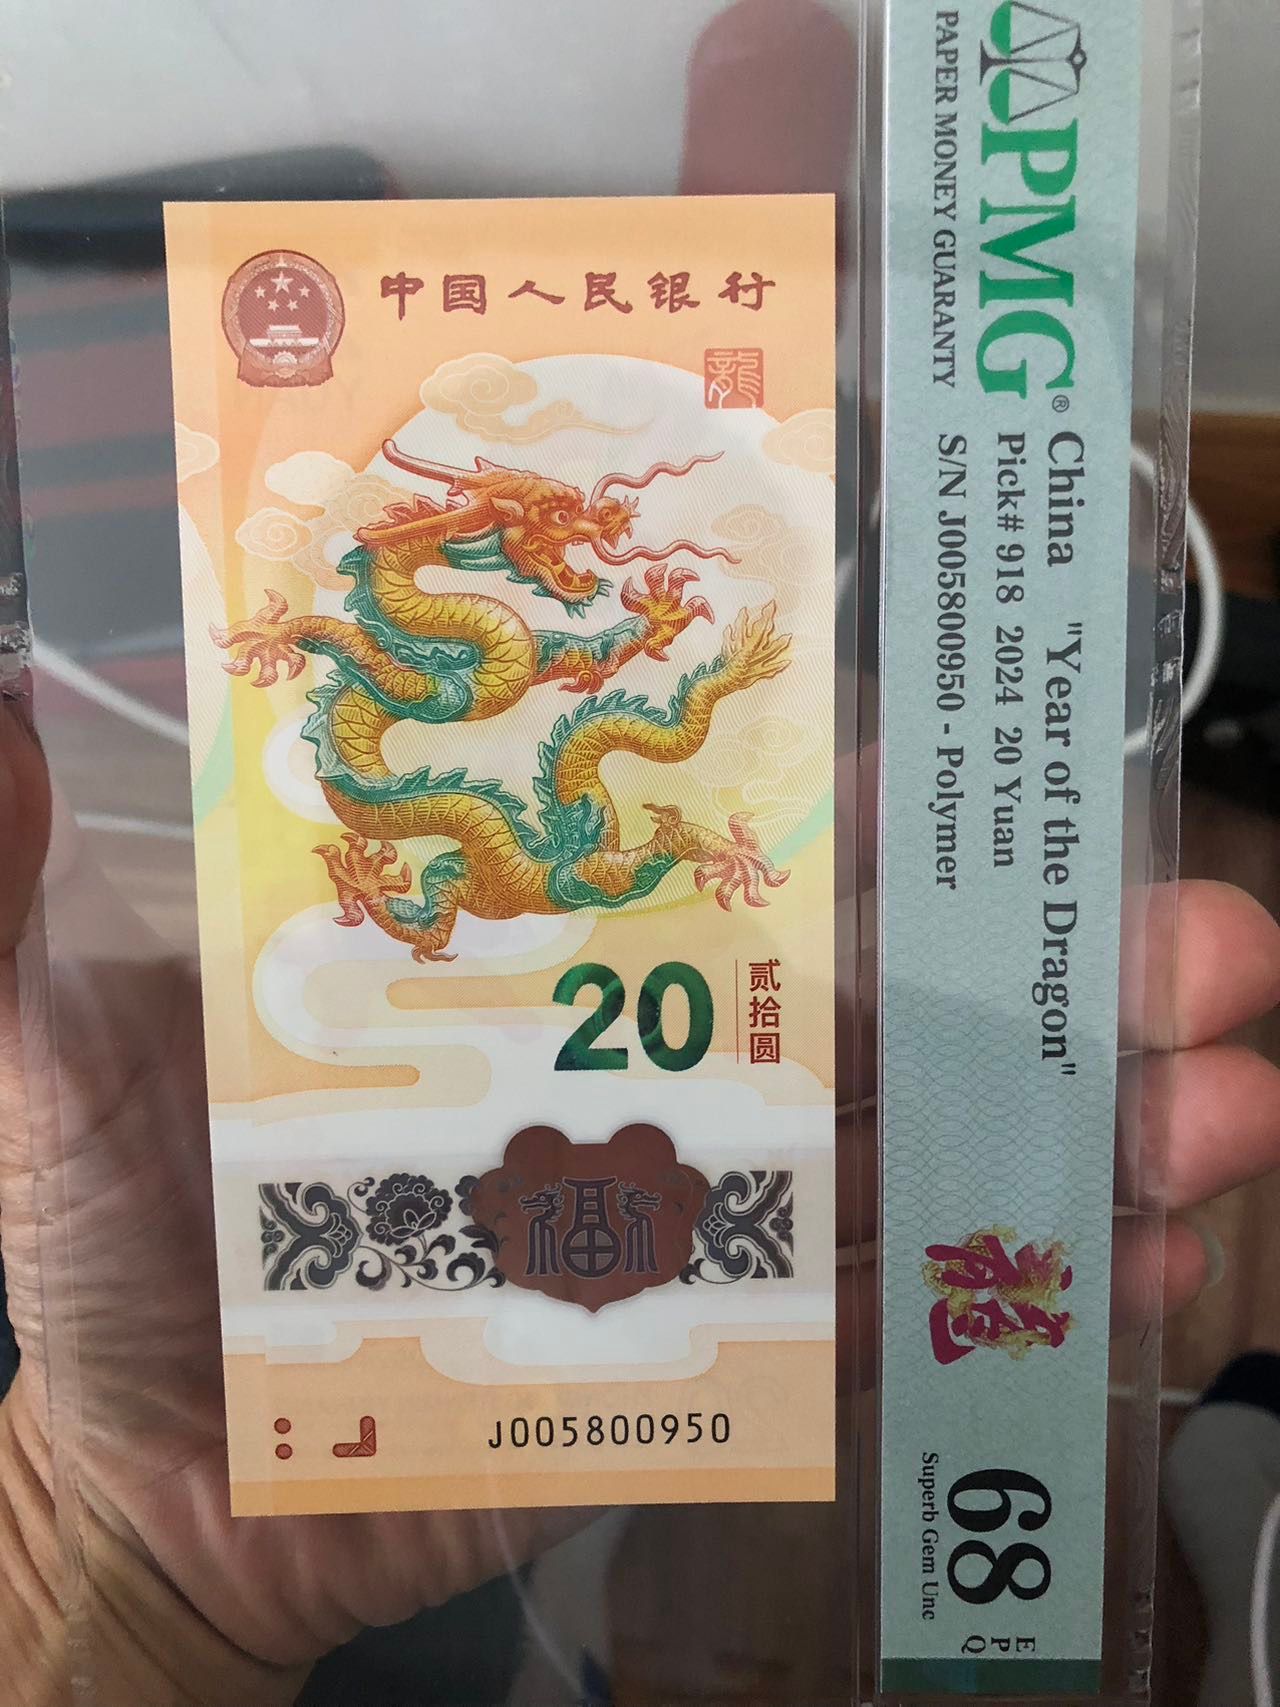 中国人民银行
龍
20
贰拾圆
福
J005800950
PMG®
PAPER MONEY GUARANTY
China "Year of the Dragon"
Pick# 918 2024 20 Yuan
S/N J005800950 - Polymer
68
EPQ
Superb Gem Unc